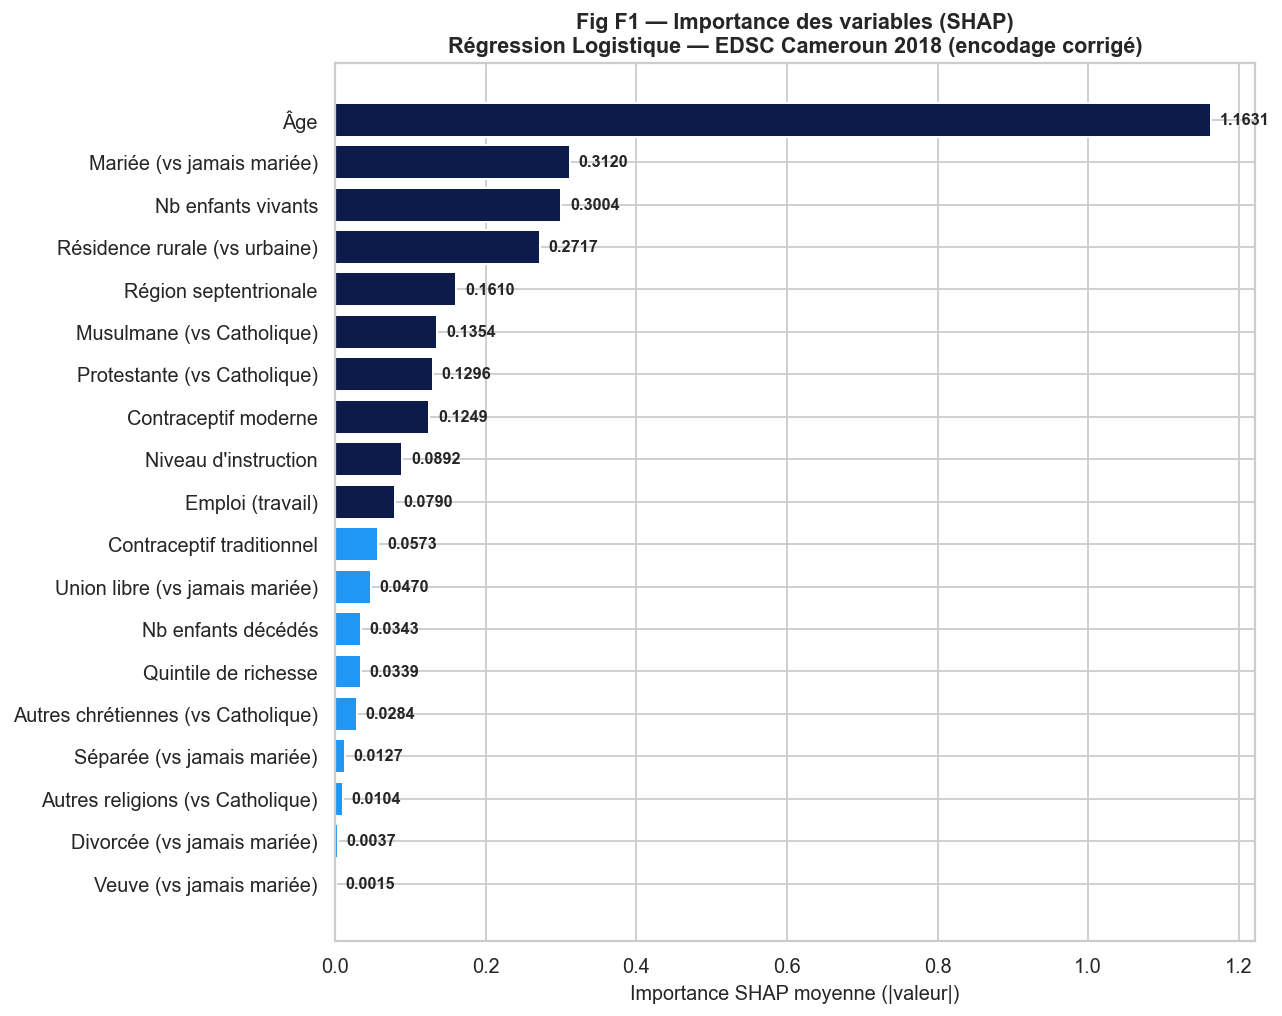 Fig F1 — Importance des variables (SHAP)
Régression Logistique — EDSC Cameroun 2018 (encodage corrigé)
Âge 1.1631
Mariée (vs jamais mariée) 0.3120
Nb enfants vivants 0.3004
Résidence rurale (vs urbaine) 0.2717
Région septentrionale 0.1610
Musulmane (vs Catholique) 0.1354
Protestante (vs Catholique) 0.1296
Contraceptif moderne 0.1249
Niveau d'instruction 0.0892
Emploi (travail) 0.0790
Contraceptif traditionnel 0.0573
Union libre (vs jamais mariée) 0.0470
Nb enfants décédés 0.0343
Quintile de richesse 0.0339
Autres chrétiennes (vs Catholique) 0.0284
Séparée (vs jamais mariée) 0.0127
Autres religions (vs Catholique) 0.0104
Divorcée (vs jamais mariée) 0.0037
Veuve (vs jamais mariée) 0.0015
0.0 0.2 0.4 0.6 0.8 1.0 1.2
Importance SHAP moyenne (|valeur|)